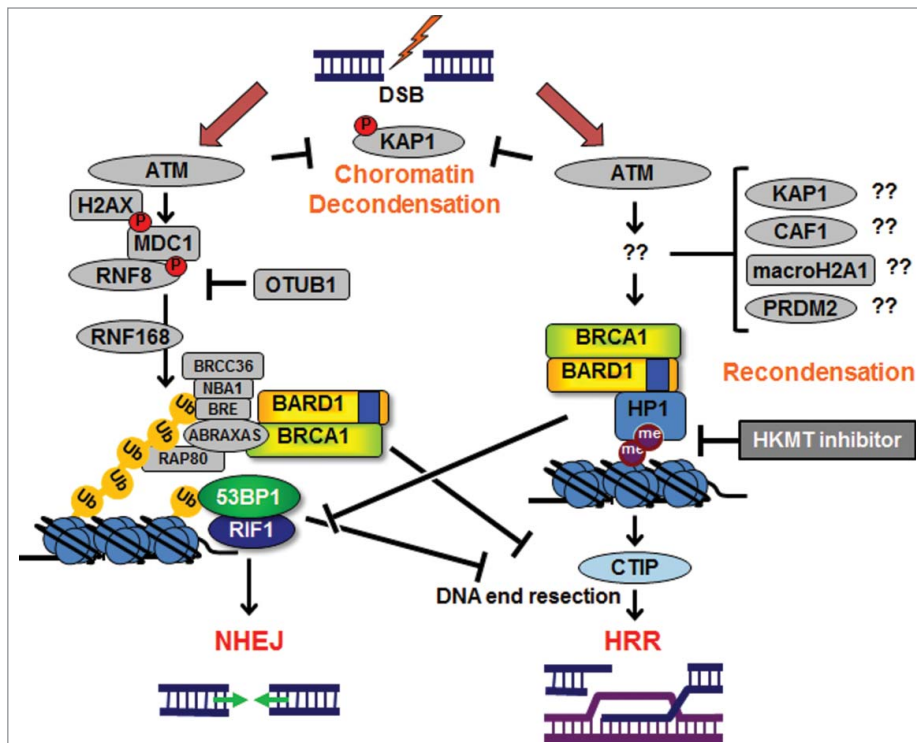 DSB
P
KAP1
Choromatin
Decondensation
ATM
H2AX
P
MDC1
RNF8
P
OTUB1
RNF168
BRCC36
NBA1
BRE
ABRAXAS
RAP80
BARD1
BRCA1
Ub
Ub
Ub
Ub
Ub
Ub
53BP1
RIF1
NHEJ
ATM
??
KAP1 ??
CAF1 ??
macroH2A1 ??
PRDM2 ??
BRCA1
BARD1
HP1
me
me
Recondensation
HKMT inhibitor
CTIP
DNA end resection
HRR